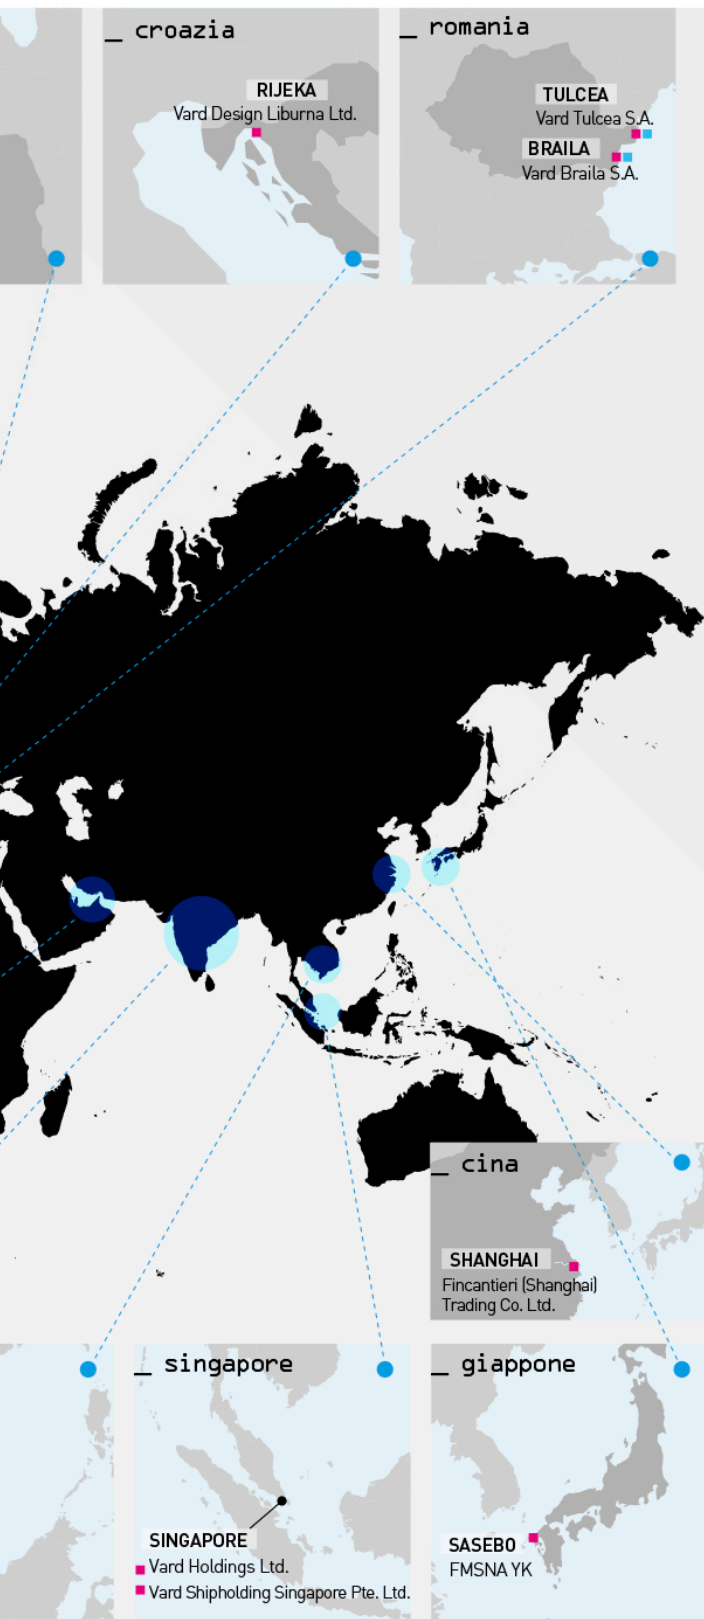 _ croazia
RIJEKA
Vard Design Liburna Ltd.
_ romania
TULCEA
Vard Tulcea S.A.
BRAILA
Vard Braila S.A.
_ cina
SHANGHAI
Fincantieri (Shanghai)
Trading Co. Ltd.
_ singapore
SINGAPORE
Vard Holdings Ltd.
Vard Shipholding Singapore Pte. Ltd.
_ giappone
SASEBO
FMSNA YK